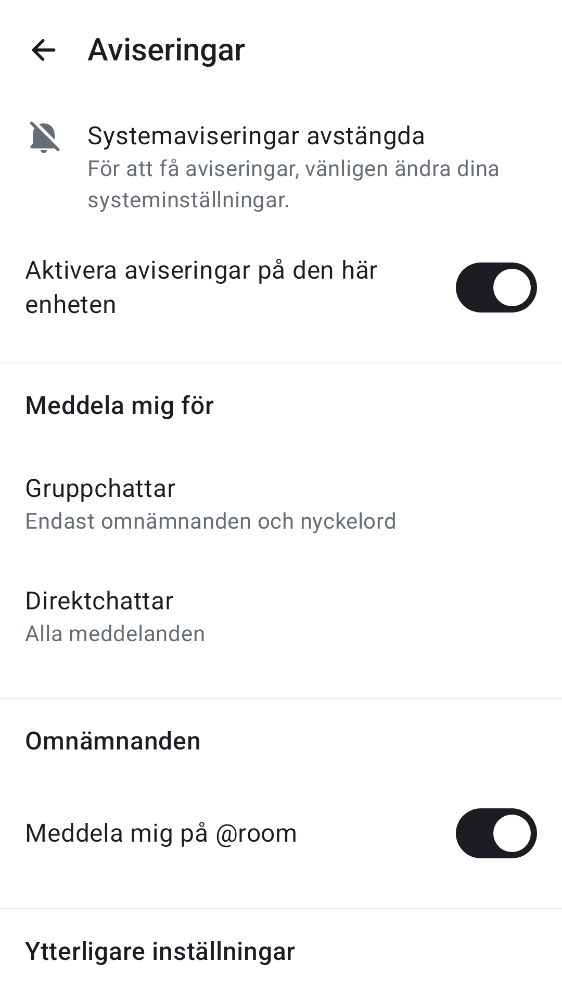 Aviseringar
Systemaviseringar avstängda
För att få aviseringar, vänligen ändra dina
systeminställningar.
Aktivera aviseringar på den här
enheten
Meddela mig för
Gruppchattar
Endast omnämnanden och nyckelord
Direktchattar
Alla meddelanden
Omnämnanden
Meddela mig på @room
Ytterligare inställningar